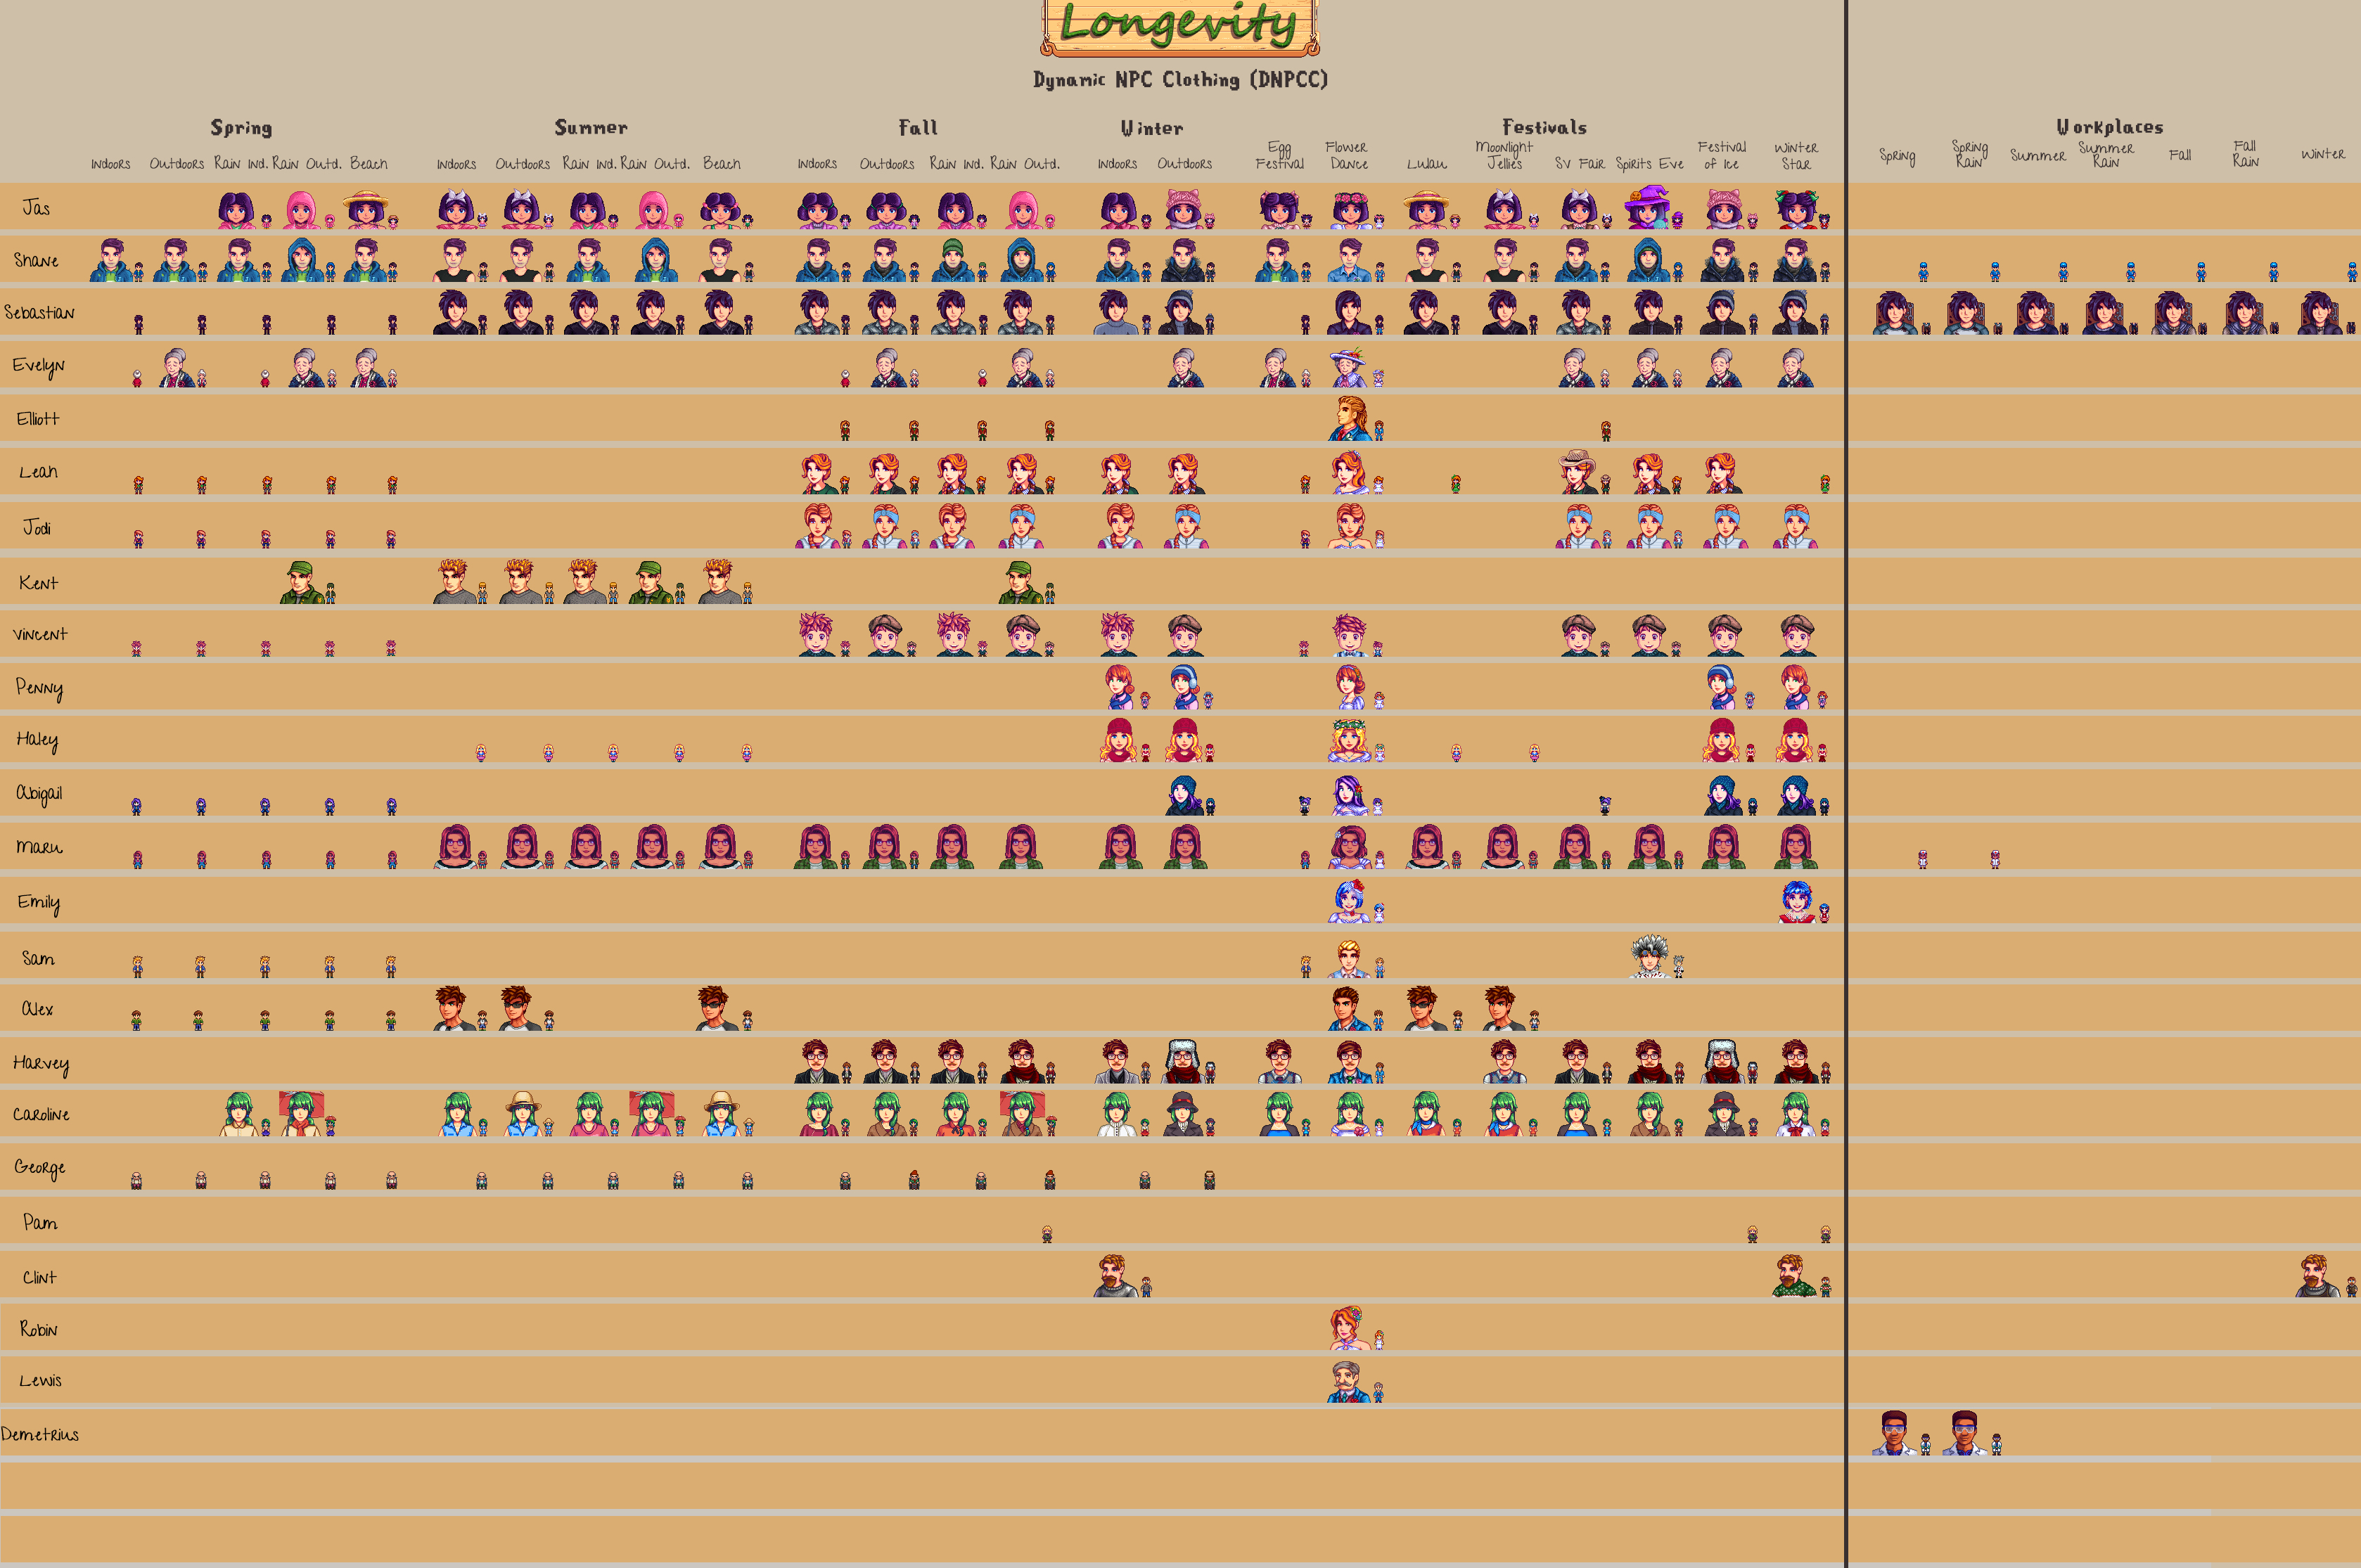 Longevity
Dynamic NPC Clothing (DNPCC)
Spring Summer Fall Winter Festivals Workplaces
Indoors Outdoors Rain Ind. Rain Outd. Beach Indoors Outdoors Rain Ind. Rain Outd. Beach Indoors Outdoors Rain Ind. Rain Outd. Indoors Outdoors Egg Festival Flower Dance Luau Moonlight Jellies SV Fair Spirits Eve Festival of Ice Winter Star Spring Spring Rain Summer Summer Rain Fall Fall Rain Winter
Jas
Shane
Sebastian
Evelyn
Elliott
Leah
Jodi
Kent
Vincent
Penny
Haley
Abigail
Maru
Emily
Sam
Alex
Harvey
Caroline
George
Pam
Clint
Robin
Lewis
Demetrius